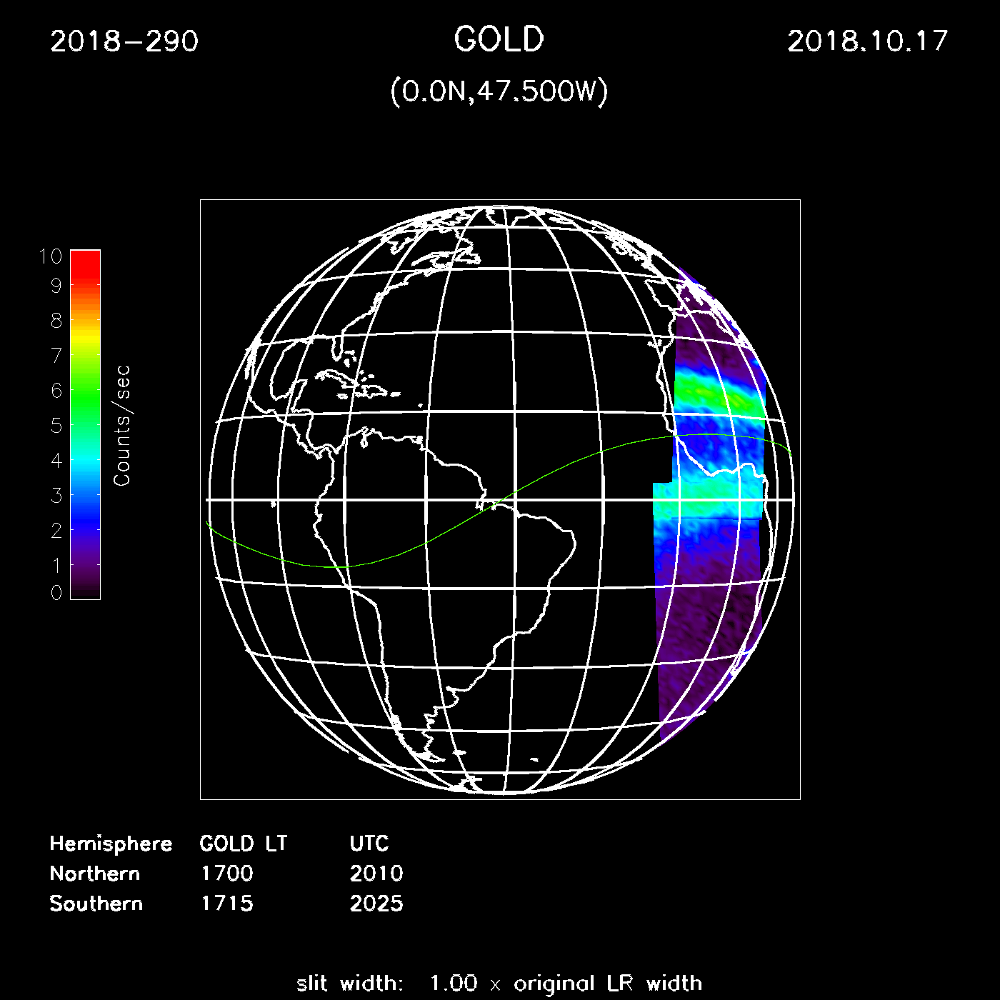 2018-290 GOLD 2018.10.17
(0.0N,47.500W)
10
9
8
7
6
5
4
3
2
1
0
Counts/sec
Hemisphere GOLD LT UTC
Northern 1700 2010
Southern 1715 2025
slit width: 1.00 x original LR width